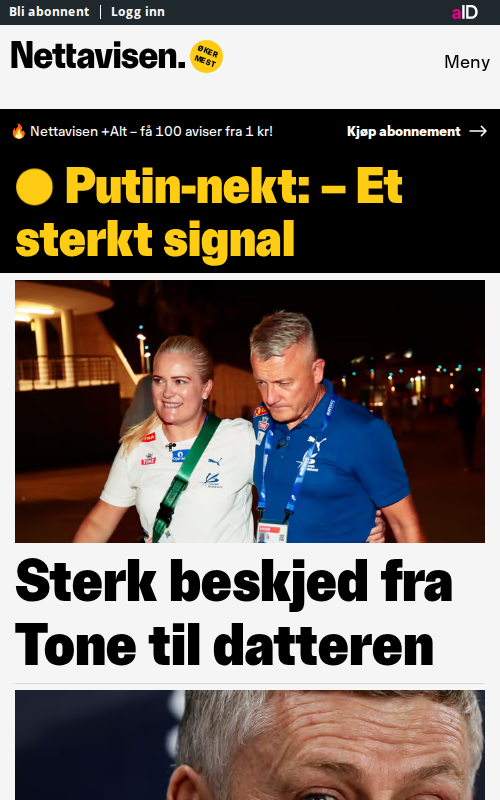 Bli abonnent | Logg inn
aID
Nettavisen.
ØKER
MEST
Meny
Nettavisen +Alt – få 100 aviser fra 1 kr!
Kjøp abonnement
Putin-nekt: – Et
sterkt signal
Sterk beskjed fra
Tone til datteren